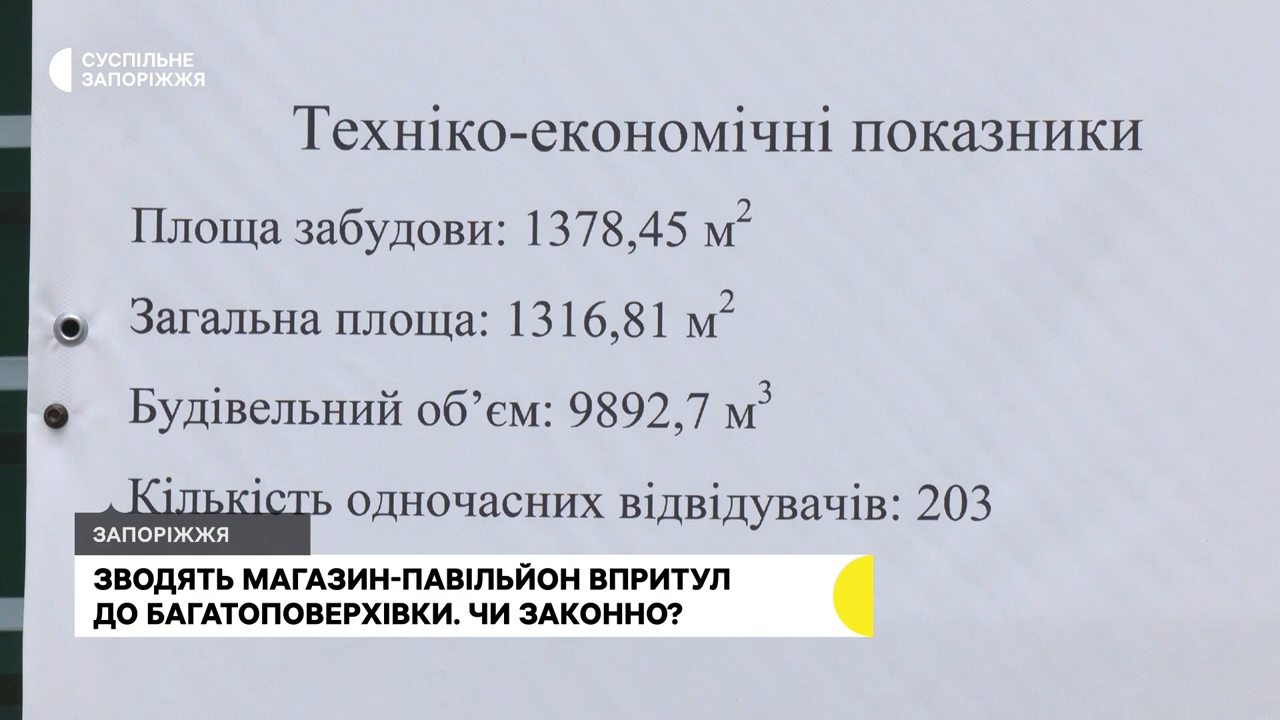 СУСПІЛЬНЕ
ЗАПОРІЖЖЯ
Техніко-економічні показники
Площа забудови: 1378,45 м²
Загальна площа: 1316,81 м²
Будівельний об’єм: 9892,7 м³
Кількість одночасних відвідувачів: 203
ЗАПОРІЖЖЯ
ЗВОДЯТЬ МАГАЗИН-ПАВІЛЬЙОН ВПРИТУЛ
ДО БАГАТОПОВЕРХІВКИ. ЧИ ЗАКОННО?